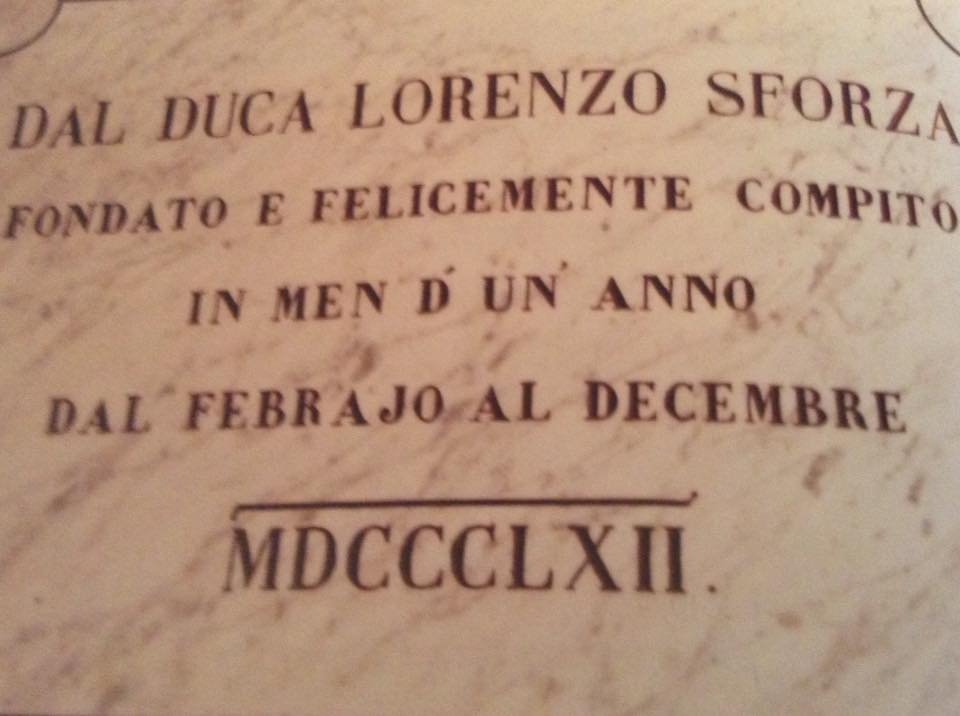 DAL DUCA LORENZO SFORZA
FONDATO E FELICEMENTE COMPITO
IN MEN D' UN' ANNO
DAL FEBRAJO AL DECEMBRE
MDCCCLXII.